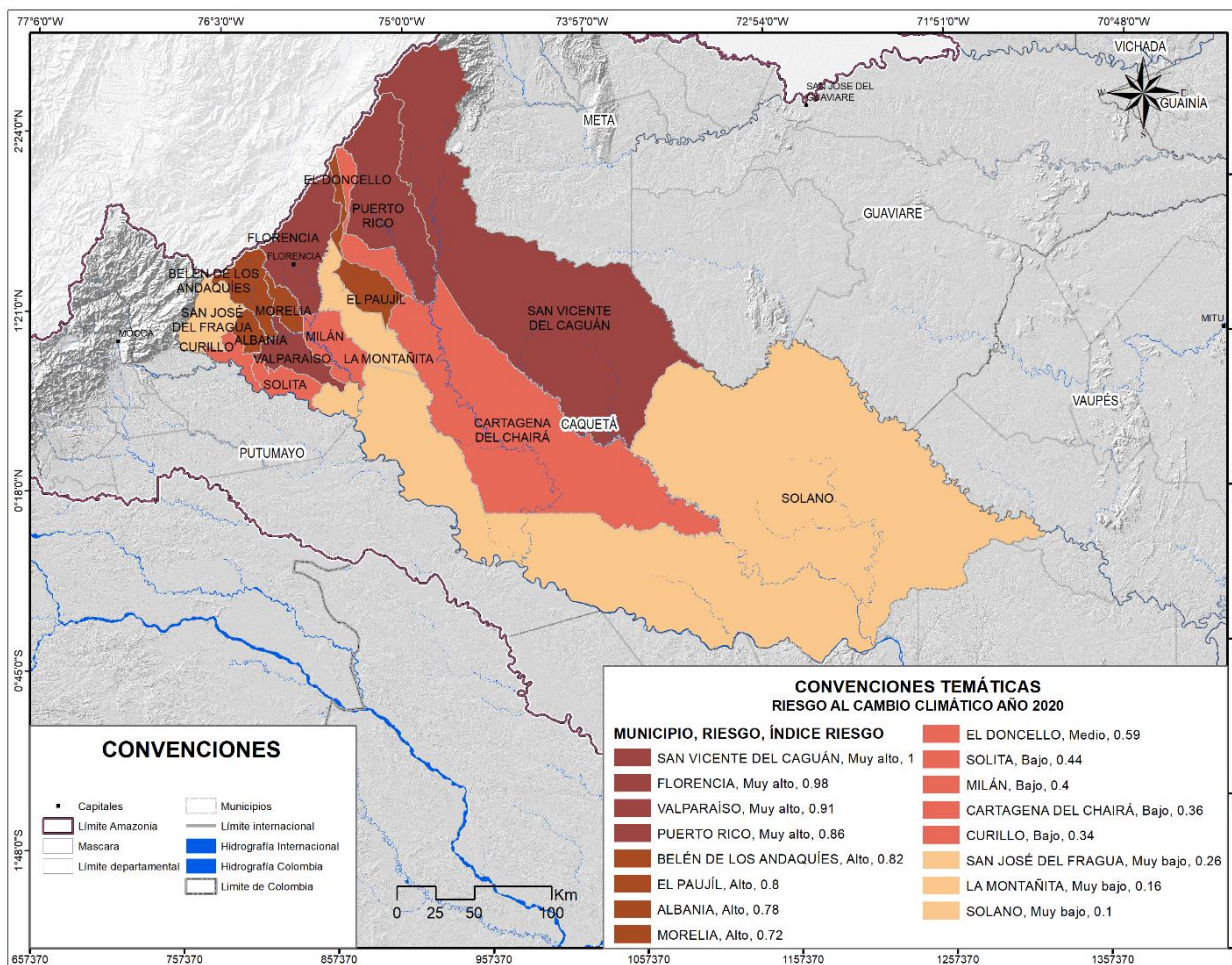 77°6'0"W 76°3'0"W 75°0'0"W 73°57'0"W 72°54'0"W 71°51'0"W 70°48'0"W
VICHADA
SAN JOSE DEL
GUAVIARE
W E
S
GUAINÍA
META
2°24'0"N
EL DONCELLO
PUERTO
RICO
GUAVIARE
FLORENCIA
FLORENCIA
BELÉN DE LOS
ANDAQUÍES
EL PAUJÍL
SAN JOSÉ
DEL FRAGUA
MORELIA
1°21'0"N
SAN VICENTE
DEL CAGUÁN
MITU
MOCOA
ALBANIA
MILÁN
CURILLO
VALPARAÍSO
LA MONTAÑITA
SOLITA
VAUPÉS
CARTAGENA
DEL CHAIRÁ
CAQUETÁ
PUTUMAYO
0°18'0"N
SOLANO
0°45'0"S
1°48'0"S
CONVENCIONES
Capitales
Límite Amazonia
Mascara
Límite departamental
Municipios
Límite internacional
Hidrografía Internacional
Hidrografía Colombia
Limite de Colombia
Km
0 25 50 100
CONVENCIONES TEMÁTICAS
RIESGO AL CAMBIO CLIMÁTICO AÑO 2020
MUNICIPIO, RIESGO, ÍNDICE RIESGO
SAN VICENTE DEL CAGUÁN, Muy alto, 1
FLORENCIA, Muy alto, 0.98
VALPARAÍSO, Muy alto, 0.91
PUERTO RICO, Muy alto, 0.86
BELÉN DE LOS ANDAQUÍES, Alto, 0.82
EL PAUJÍL, Alto, 0.8
ALBANIA, Alto, 0.78
MORELIA, Alto, 0.72
EL DONCELLO, Medio, 0.59
SOLITA, Bajo, 0.44
MILÁN, Bajo, 0.4
CARTAGENA DEL CHAIRÁ, Bajo, 0.36
CURILLO, Bajo, 0.34
SAN JOSÉ DEL FRAGUA, Muy bajo, 0.26
LA MONTAÑITA, Muy bajo, 0.16
SOLANO, Muy bajo, 0.1
657370 757370 857370 957370 1057370 1157370 1257370 1357370